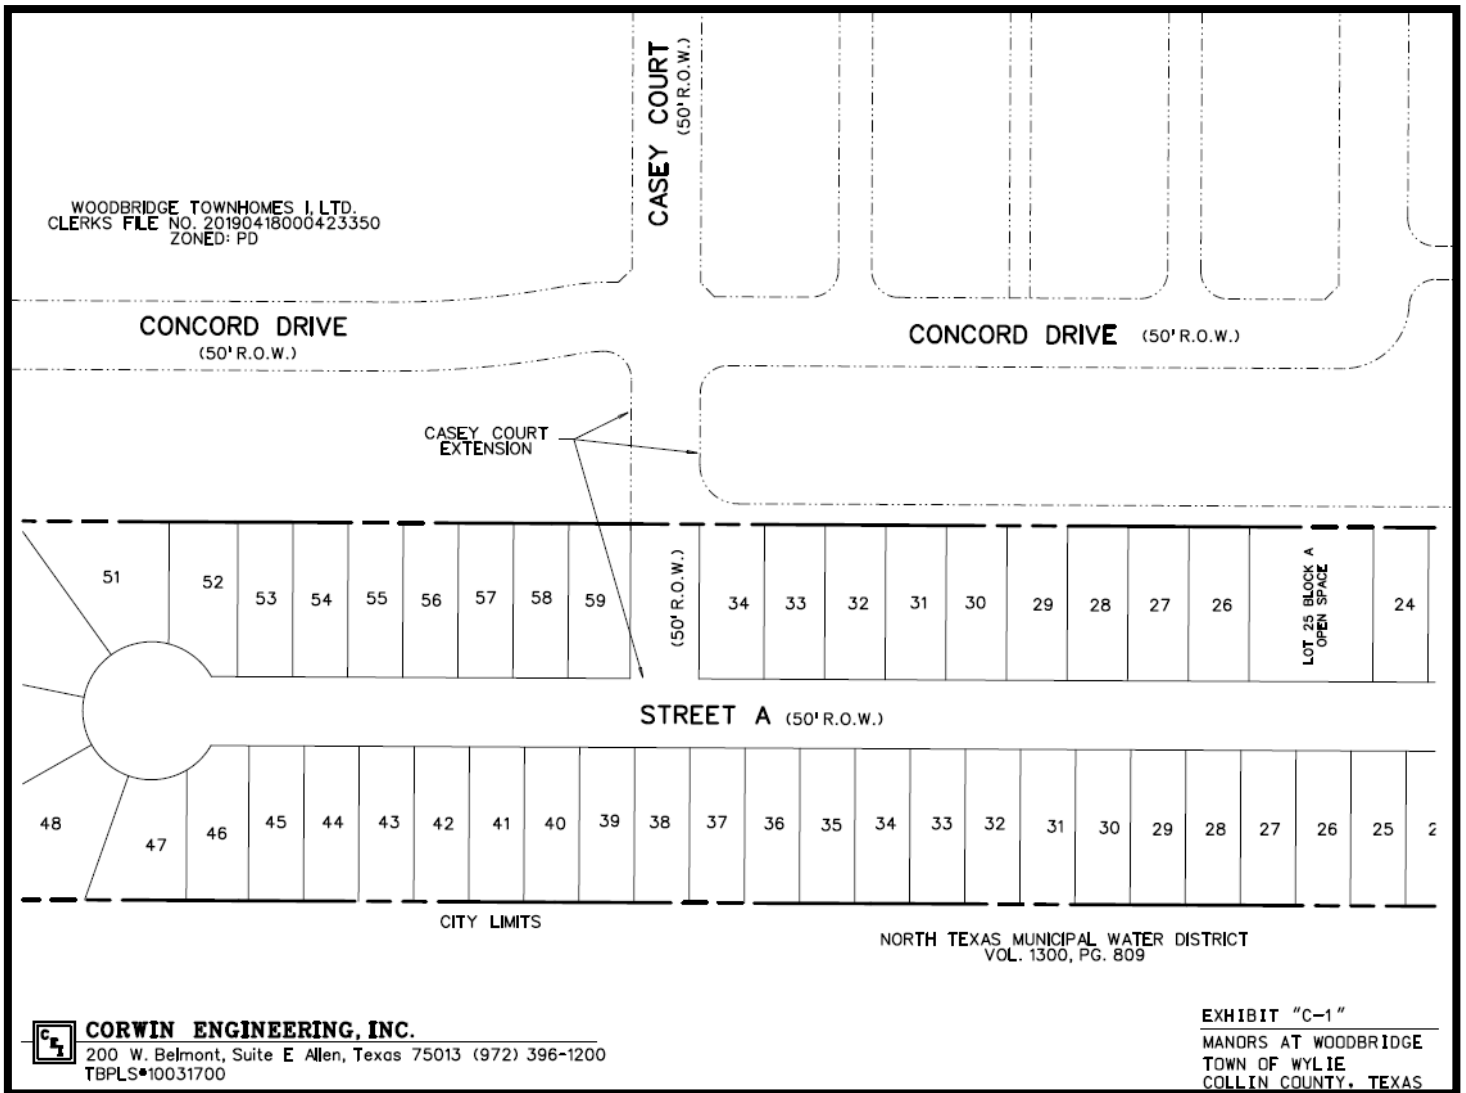 CASEY COURT
(50' R.O.W.)
WOODBRIDGE TOWNHOMES I, LTD.
CLERKS FILE NO. 20190418000423350
ZONED: PD
CONCORD DRIVE
(50' R.O.W.)
CONCORD DRIVE (50' R.O.W.)
CASEY COURT
EXTENSION
51
52
53
54
55
56
57
58
59
(50' R.O.W.)
34
33
32
31
30
29
28
27
26
LOT 25 BLOCK A
OPEN SPACE
24
STREET A (50' R.O.W.)
48
47
46
45
44
43
42
41
40
39
38
37
36
35
34
33
32
31
30
29
28
27
26
25
2
CITY LIMITS
NORTH TEXAS MUNICIPAL WATER DISTRICT
VOL. 1300, PG. 809
CEI
CORWIN ENGINEERING, INC.
200 W. Belmont, Suite E Allen, Texas 75013 (972) 396-1200
TBPLS#10031700
EXHIBIT "C-1"
MANORS AT WOODBRIDGE
TOWN OF WYLIE
COLLIN COUNTY, TEXAS